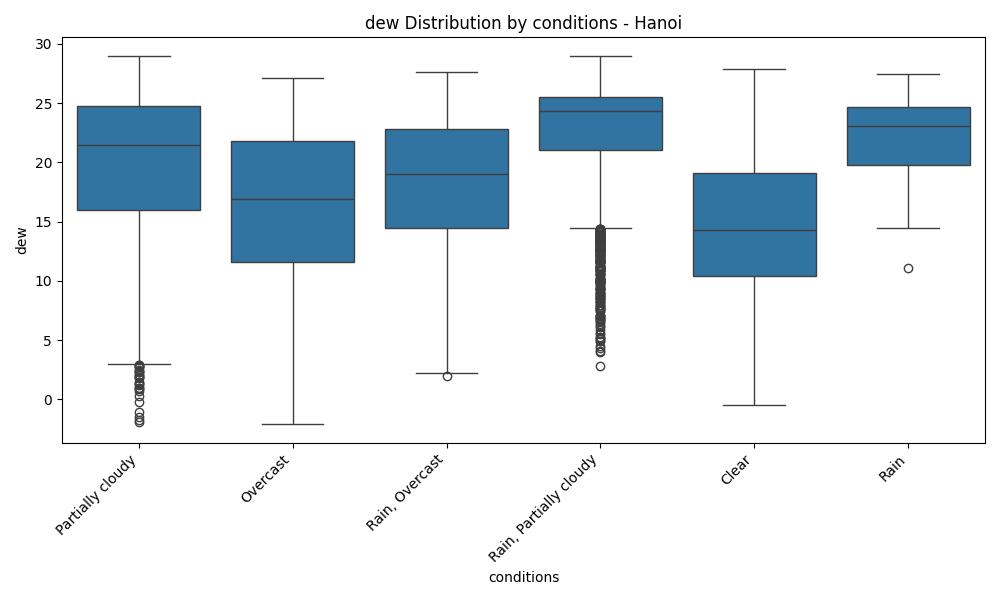 dew Distribution by conditions - Hanoi
30
25
20
15
10
5
0
dew
Partially cloudy
Overcast
Rain, Overcast
Rain, Partially cloudy
Clear
Rain
conditions